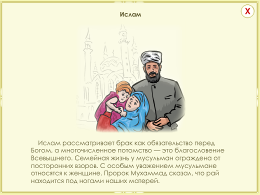 Ислам
X
Ислам рассматривает брак как обязательство перед
Богом, а многочисленное потомство — это благословение
Всевышнего. Семейная жизнь у мусульман ограждена от
посторонних взоров. С особым уважением мусульмане
относятся к женщине. Пророк Мухаммад сказал, что рай
находится под ногами наших матерей.